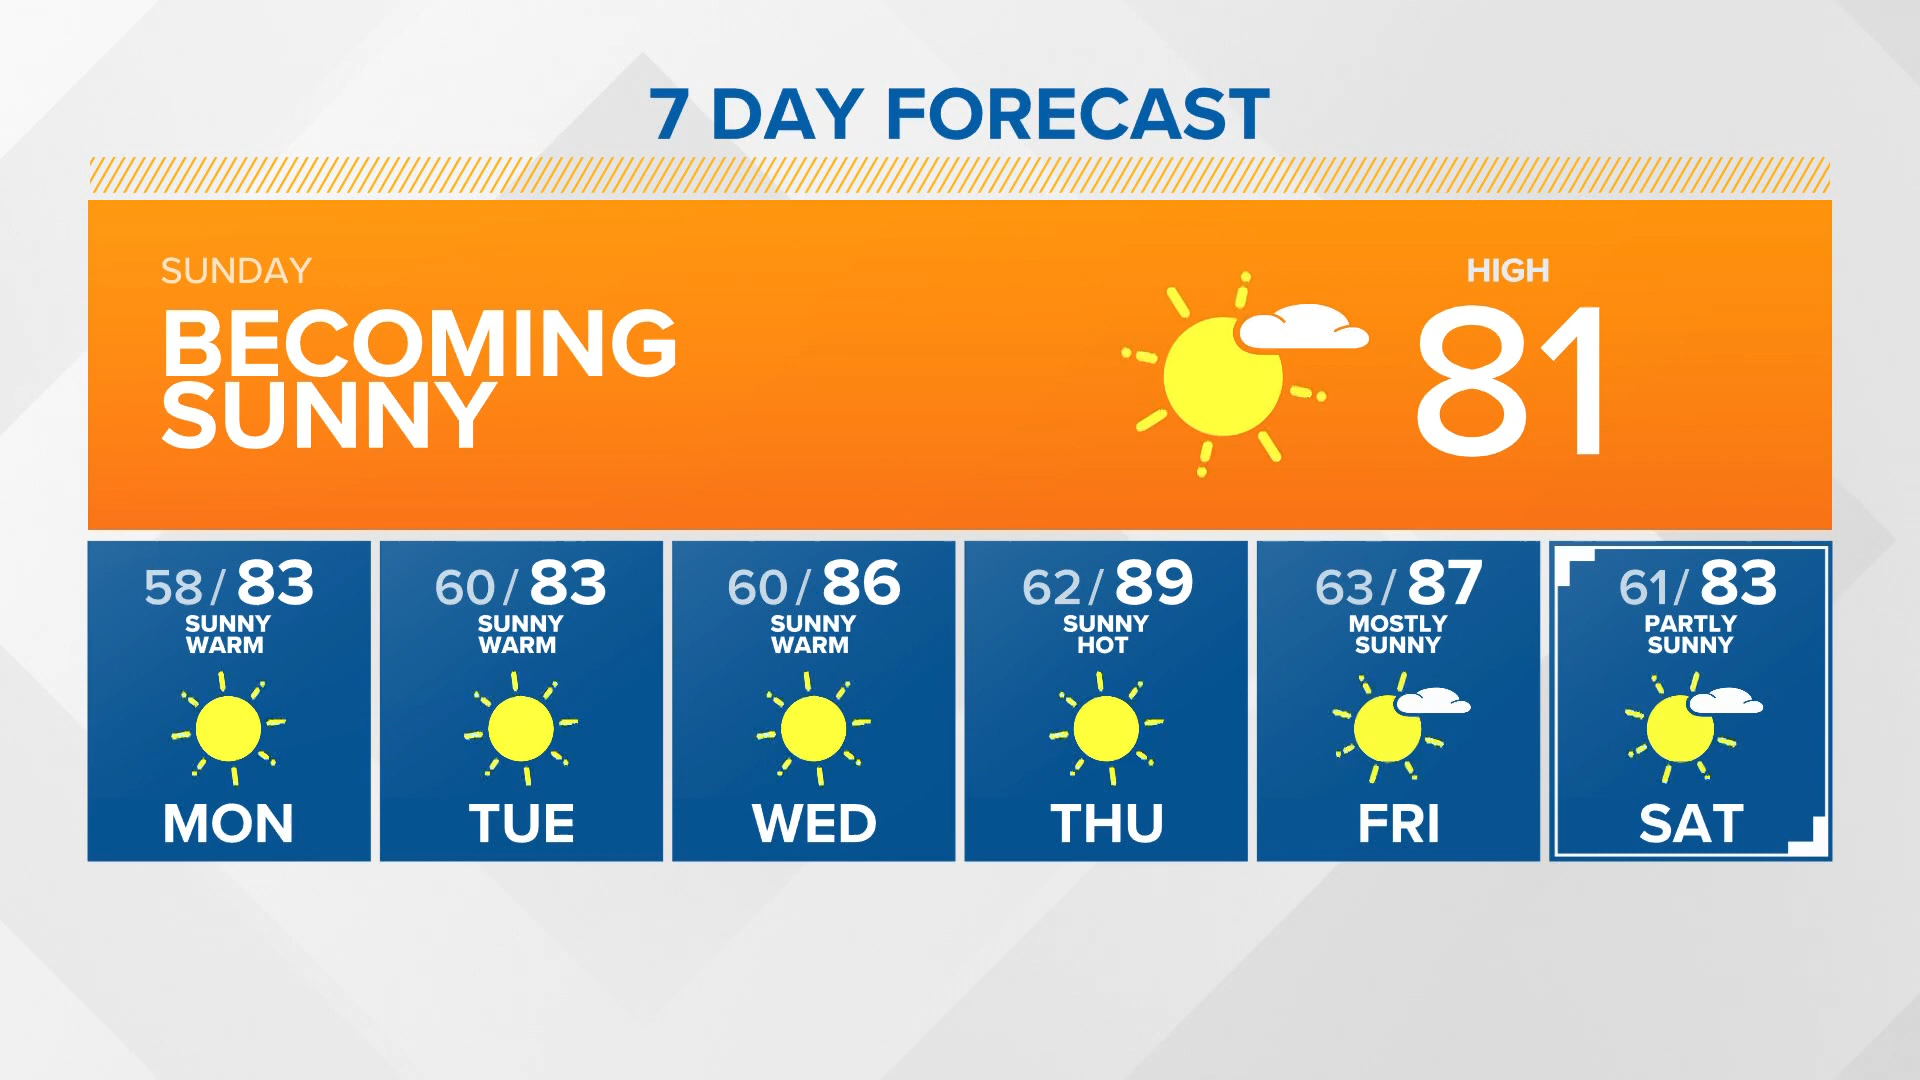 7 DAY FORECAST
SUNDAY
BECOMING
SUNNY
HIGH
81
58/83
SUNNY
WARM
MON
60/83
SUNNY
WARM
TUE
60/86
SUNNY
WARM
WED
62/89
SUNNY
HOT
THU
63/87
MOSTLY
SUNNY
FRI
61/83
PARTLY
SUNNY
SAT